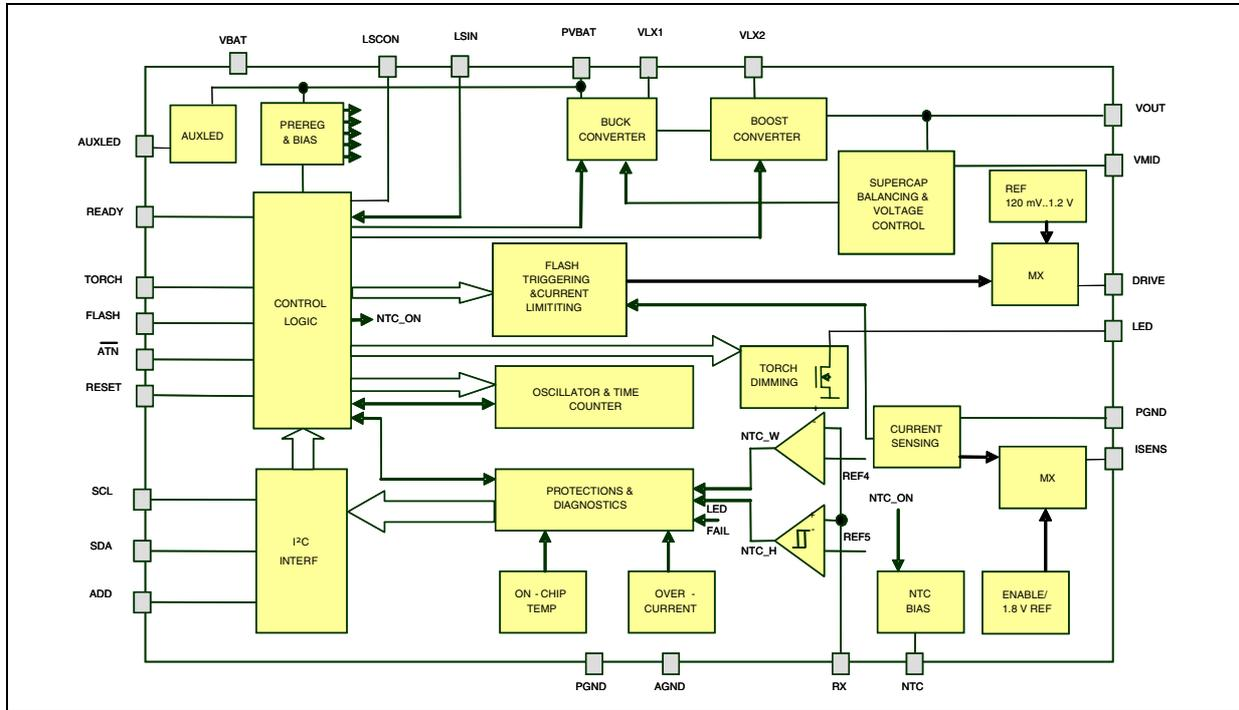 VBAT
LSCON
LSIN
PVBAT
VLX1
VLX2
AUXLED
AUXLED
PREREG
& BIAS
BUCK
CONVERTER
BOOST
CONVERTER
VOUT
VMID
SUPERCAP
BALANCING &
VOLTAGE
CONTROL
REF
120 mV..1.2 V
READY
TORCH
FLASH
ATN
RESET
CONTROL
LOGIC
NTC_ON
FLASH
TRIGGERING
&CURRENT
LIMITITING
MX
DRIVE
LED
TORCH
DIMMING
OSCILLATOR & TIME
COUNTER
+
-
NTC_W
REF4
CURRENT
SENSING
PGND
ISENS
MX
SCL
SDA
ADD
I²C
INTERF
PROTECTIONS &
DIAGNOSTICS
LED
FAIL
NTC_H
+
-
REF5
NTC_ON
ON - CHIP
TEMP
OVER -
CURRENT
NTC
BIAS
ENABLE/
1.8 V REF
PGND
AGND
RX
NTC